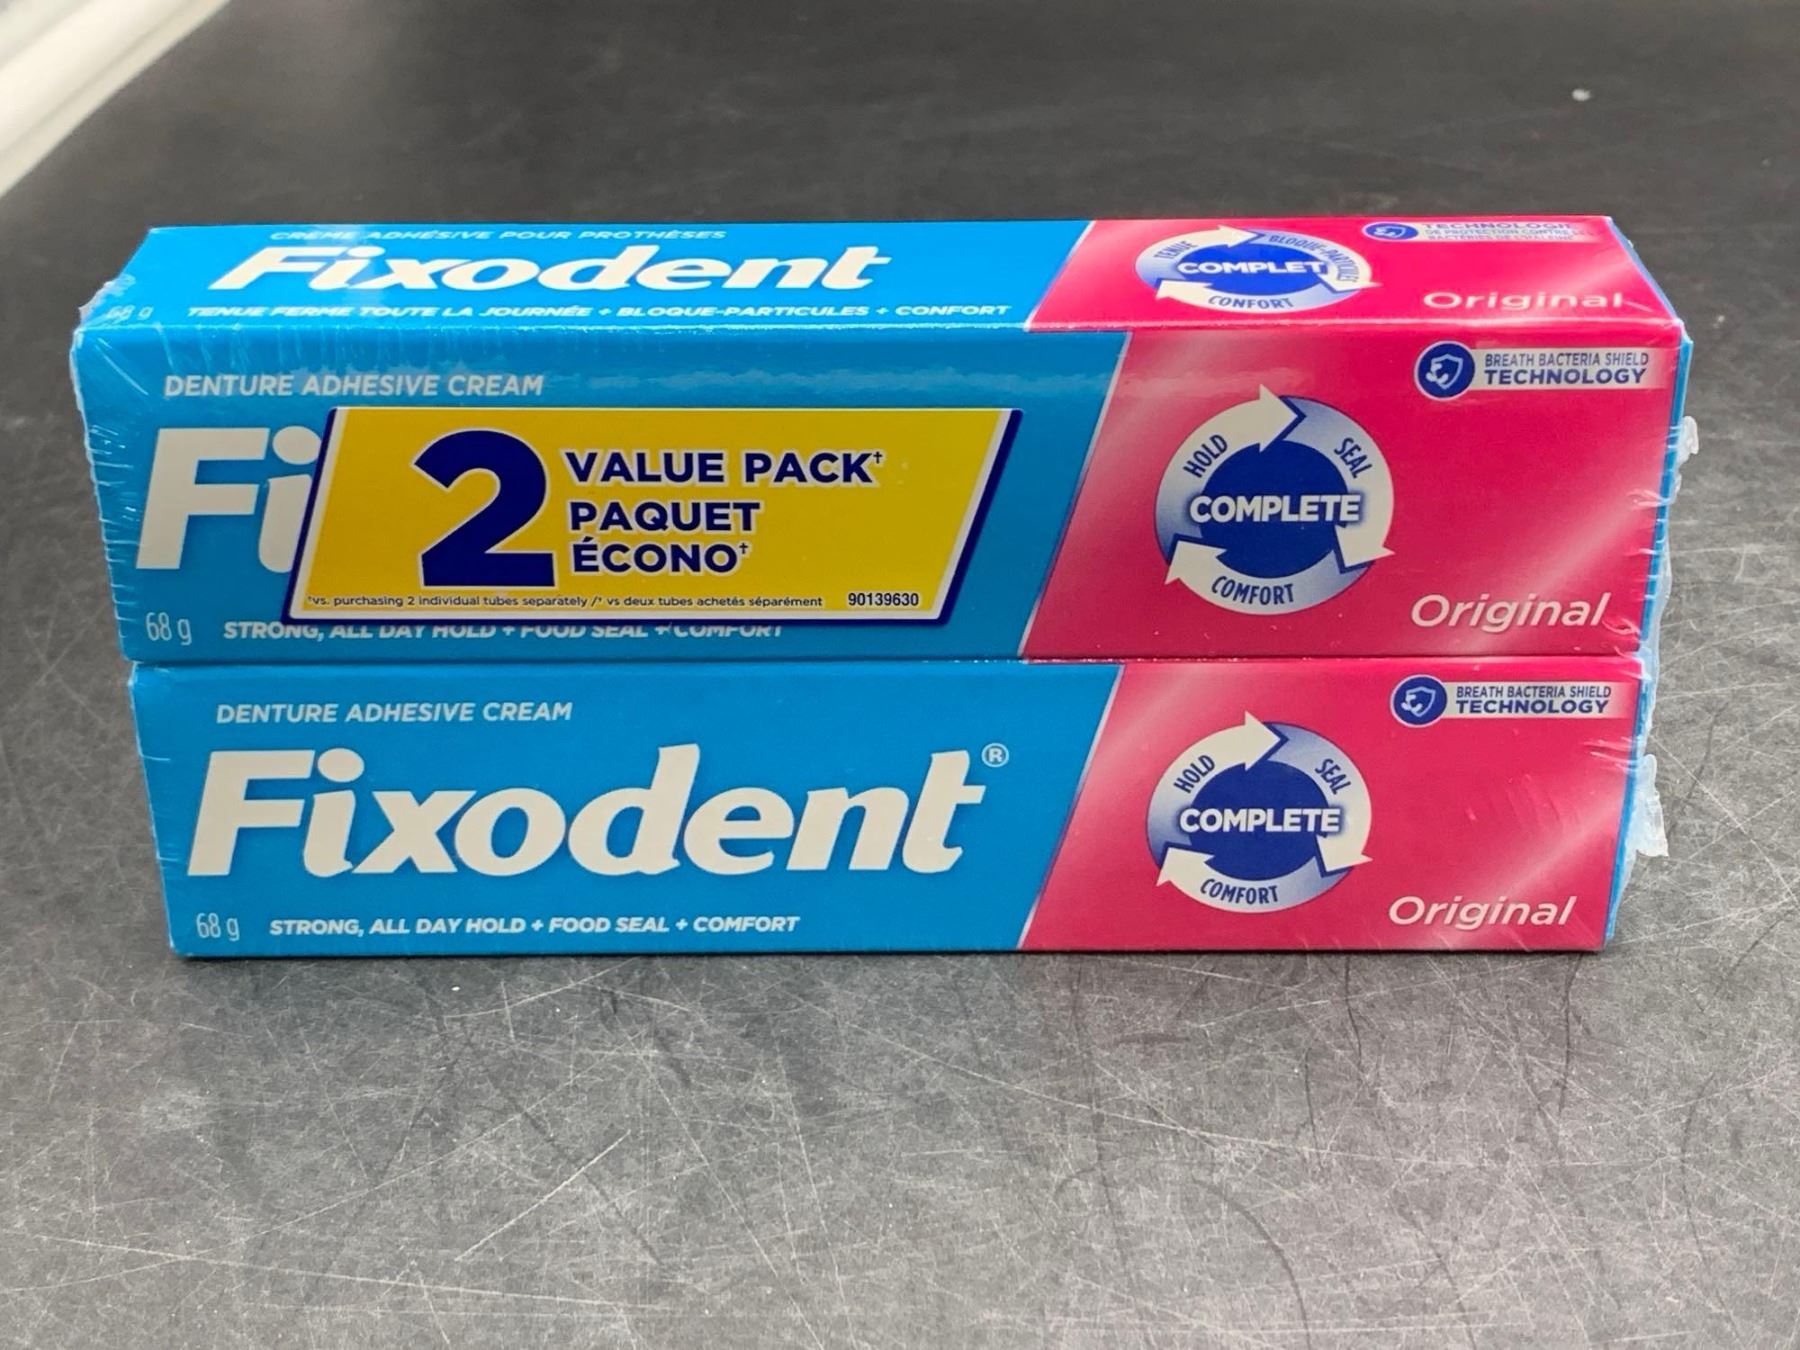 CRÈME ADHÉSIVE POUR PROTHÈSES
Fixodent
68 g TENUE FERME TOUTE LA JOURNÉE + BLOQUE-PARTICULES + CONFORT
TENUE BLOQUE-PARTICULES
COMPLET
CONFORT
TECHNOLOGIE
Original
DENTURE ADHESIVE CREAM
Fi
2 VALUE PACK†
PAQUET
ÉCONO†
†vs. purchasing 2 individual tubes separately /† vs deux tubes achetés séparément 90139630
68 g STRONG, ALL DAY HOLD + FOOD SEAL + COMFORT
BREATH BACTERIA SHIELD
TECHNOLOGY
HOLD SEAL
COMPLETE
COMFORT
Original
DENTURE ADHESIVE CREAM
Fixodent®
68 g STRONG, ALL DAY HOLD + FOOD SEAL + COMFORT
BREATH BACTERIA SHIELD
TECHNOLOGY
HOLD SEAL
COMPLETE
COMFORT
Original